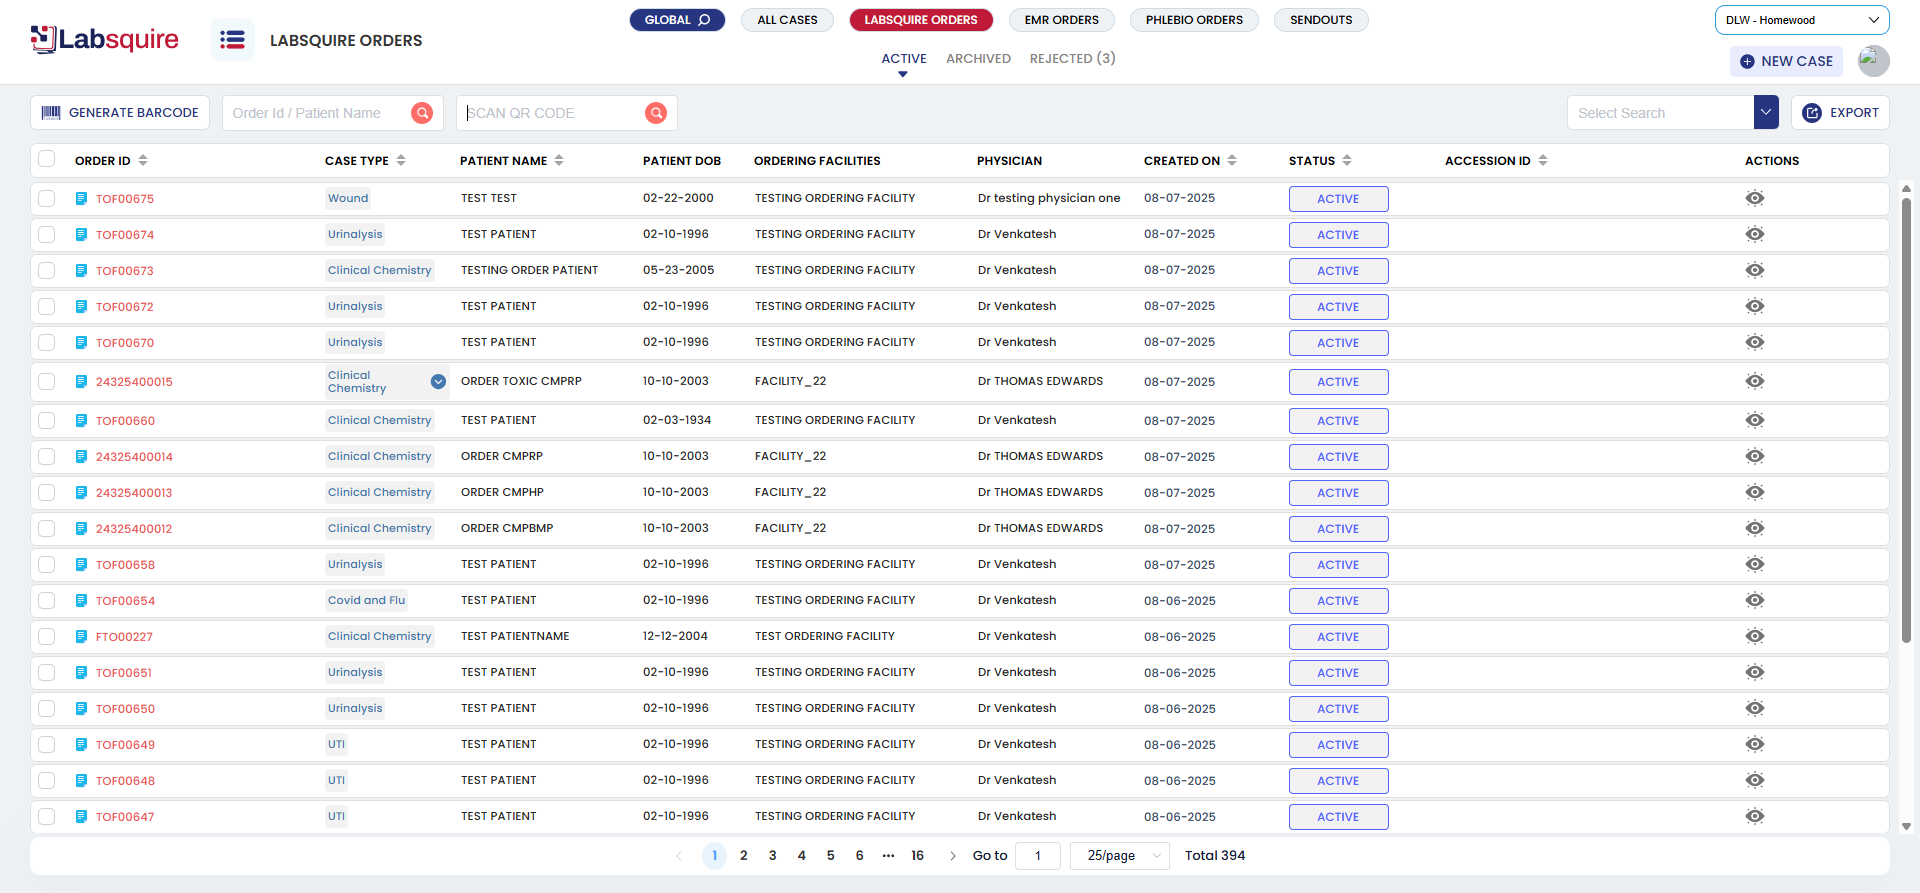 Labsquire
LABSQUIRE ORDERS
GLOBAL ALL CASES LABSQUIRE ORDERS EMR ORDERS PHLEBIO ORDERS SENDOUTS
ACTIVE ARCHIVED REJECTED (3)
DLW - Homewood
NEW CASE
GENERATE BARCODE Order Id / Patient Name SCAN QR CODE Select Search EXPORT
ORDER ID CASE TYPE PATIENT NAME PATIENT DOB ORDERING FACILITIES PHYSICIAN CREATED ON STATUS ACCESSION ID ACTIONS
TOF00675 Wound TEST TEST 02-22-2000 TESTING ORDERING FACILITY Dr testing physician one 08-07-2025 ACTIVE
TOF00674 Urinalysis TEST PATIENT 02-10-1996 TESTING ORDERING FACILITY Dr Venkatesh 08-07-2025 ACTIVE
TOF00673 Clinical Chemistry TESTING ORDER PATIENT 05-23-2005 TESTING ORDERING FACILITY Dr Venkatesh 08-07-2025 ACTIVE
TOF00672 Urinalysis TEST PATIENT 02-10-1996 TESTING ORDERING FACILITY Dr Venkatesh 08-07-2025 ACTIVE
TOF00670 Urinalysis TEST PATIENT 02-10-1996 TESTING ORDERING FACILITY Dr Venkatesh 08-07-2025 ACTIVE
24325400015 Clinical Chemistry ORDER TOXIC CMPRP 10-10-2003 FACILITY_22 Dr THOMAS EDWARDS 08-07-2025 ACTIVE
TOF00660 Clinical Chemistry TEST PATIENT 02-03-1934 TESTING ORDERING FACILITY Dr Venkatesh 08-07-2025 ACTIVE
24325400014 Clinical Chemistry ORDER CMPRP 10-10-2003 FACILITY_22 Dr THOMAS EDWARDS 08-07-2025 ACTIVE
24325400013 Clinical Chemistry ORDER CMPHP 10-10-2003 FACILITY_22 Dr THOMAS EDWARDS 08-07-2025 ACTIVE
24325400012 Clinical Chemistry ORDER CMPBMP 10-10-2003 FACILITY_22 Dr THOMAS EDWARDS 08-07-2025 ACTIVE
TOF00658 Urinalysis TEST PATIENT 02-10-1996 TESTING ORDERING FACILITY Dr Venkatesh 08-07-2025 ACTIVE
TOF00654 Covid and Flu TEST PATIENT 02-10-1996 TESTING ORDERING FACILITY Dr Venkatesh 08-06-2025 ACTIVE
FTO00227 Clinical Chemistry TEST PATIENTNAME 12-12-2004 TEST ORDERING FACILITY Dr Venkatesh 08-06-2025 ACTIVE
TOF00651 Urinalysis TEST PATIENT 02-10-1996 TESTING ORDERING FACILITY Dr Venkatesh 08-06-2025 ACTIVE
TOF00650 Urinalysis TEST PATIENT 02-10-1996 TESTING ORDERING FACILITY Dr Venkatesh 08-06-2025 ACTIVE
TOF00649 UTI TEST PATIENT 02-10-1996 TESTING ORDERING FACILITY Dr Venkatesh 08-06-2025 ACTIVE
TOF00648 UTI TEST PATIENT 02-10-1996 TESTING ORDERING FACILITY Dr Venkatesh 08-06-2025 ACTIVE
TOF00647 UTI TEST PATIENT 02-10-1996 TESTING ORDERING FACILITY Dr Venkatesh 08-06-2025 ACTIVE
1 2 3 4 5 6 ••• 16 Go to 1 25/page Total 394